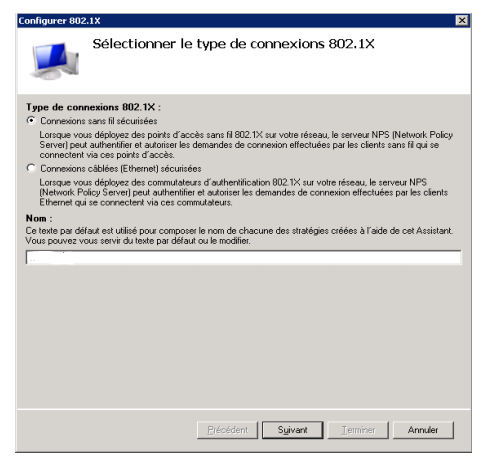 Configurer 802.1X
Sélectionner le type de connexions 802.1X
Type de connexions 802.1X :
Connexions sans fil sécurisées
Lorsque vous déployez des points d'accès sans fil 802.1X sur votre réseau, le serveur NPS (Network Policy
Server) peut authentifier et autoriser les demandes de connexion effectuées par les clients sans fil qui se
connectent via ces points d'accès.
Connexions câblées (Ethernet) sécurisées
Lorsque vous déployez des commutateurs d'authentification 802.1X sur votre réseau, le serveur NPS
(Network Policy Server) peut authentifier et autoriser les demandes de connexion effectuées par les clients
Ethernet qui se connectent via ces commutateurs.
Nom :
Ce texte par défaut est utilisé pour composer le nom de chacune des stratégies créées à l'aide de cet Assistant.
Vous pouvez vous servir du texte par défaut ou le modifier.
Précédent Suivant Terminer Annuler